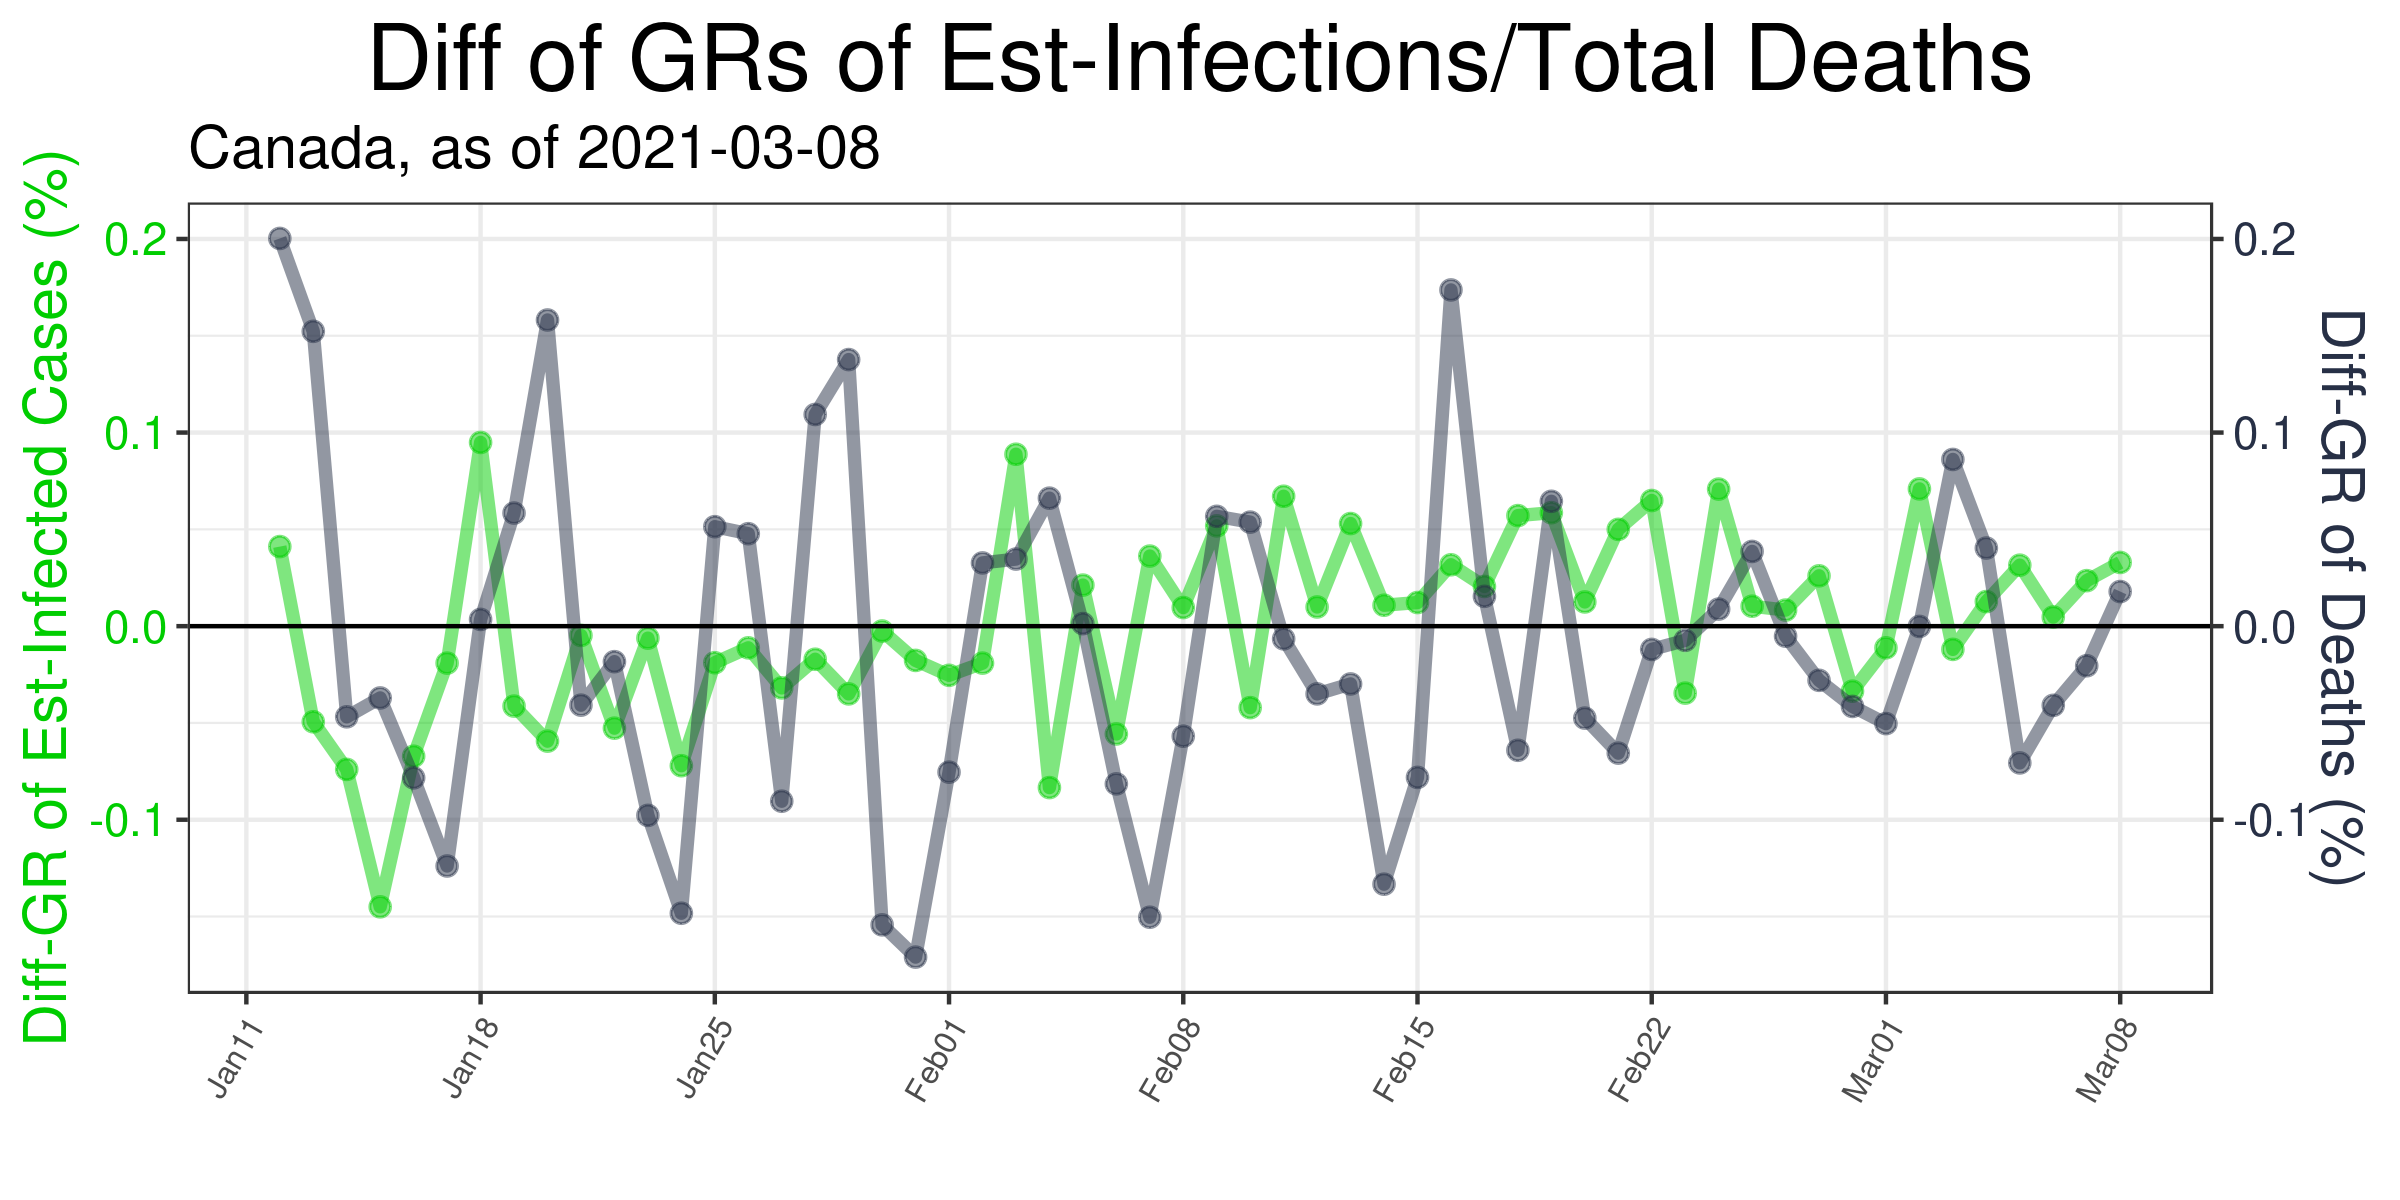 Diff of GRs of Est-Infections/Total Deaths
Canada, as of 2021-03-08
Diff-GR of Est-Infected Cases (%)
0.2
0.1
0.0
-0.1
0.2
0.1
0.0
-0.1
Diff-GR of Deaths (%)
Jan11
Jan18
Jan25
Feb01
Feb08
Feb15
Feb22
Mar01
Mar08